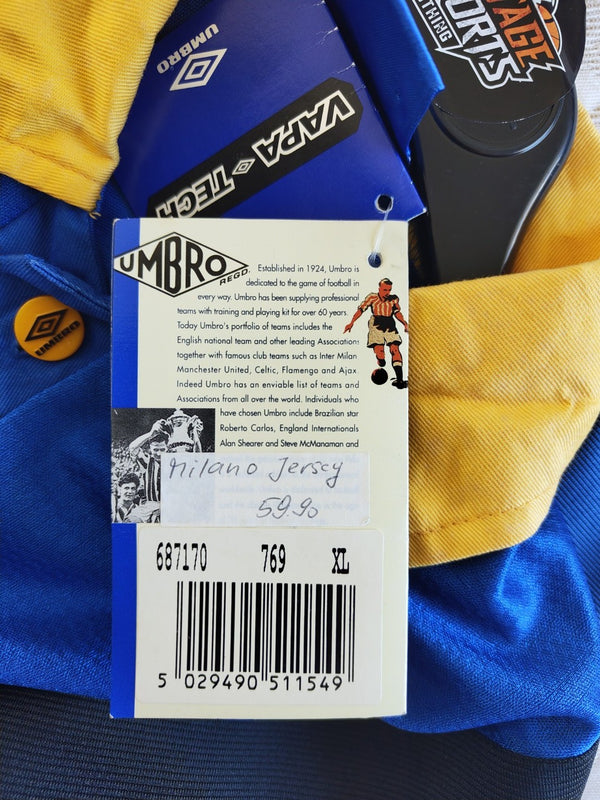 UMBRO
VAPA TECH
VINTAGE
SPORTS
CLOTHING
UMBRO
UMBRO
REGD.
Established in 1924, Umbro is
dedicated to the game of football in
every way. Umbro has been supplying professional
teams with training and playing kit for over 60 years.
Today Umbro's portfolio of teams includes the
English national team and other leading Associations
together with famous club teams such as Inter Milan
Manchester United, Celtic, Flamengo and Ajax
Indeed Umbro has an enviable list of teams and
Associations from all over the world. Individuals who
have chosen Umbro include Brazilian star
Roberto Carlos, England Internationals
Alan Shearer and Steve McManaman and
Milano Jersey
59.90
687170 769 XL
5 029490 511549